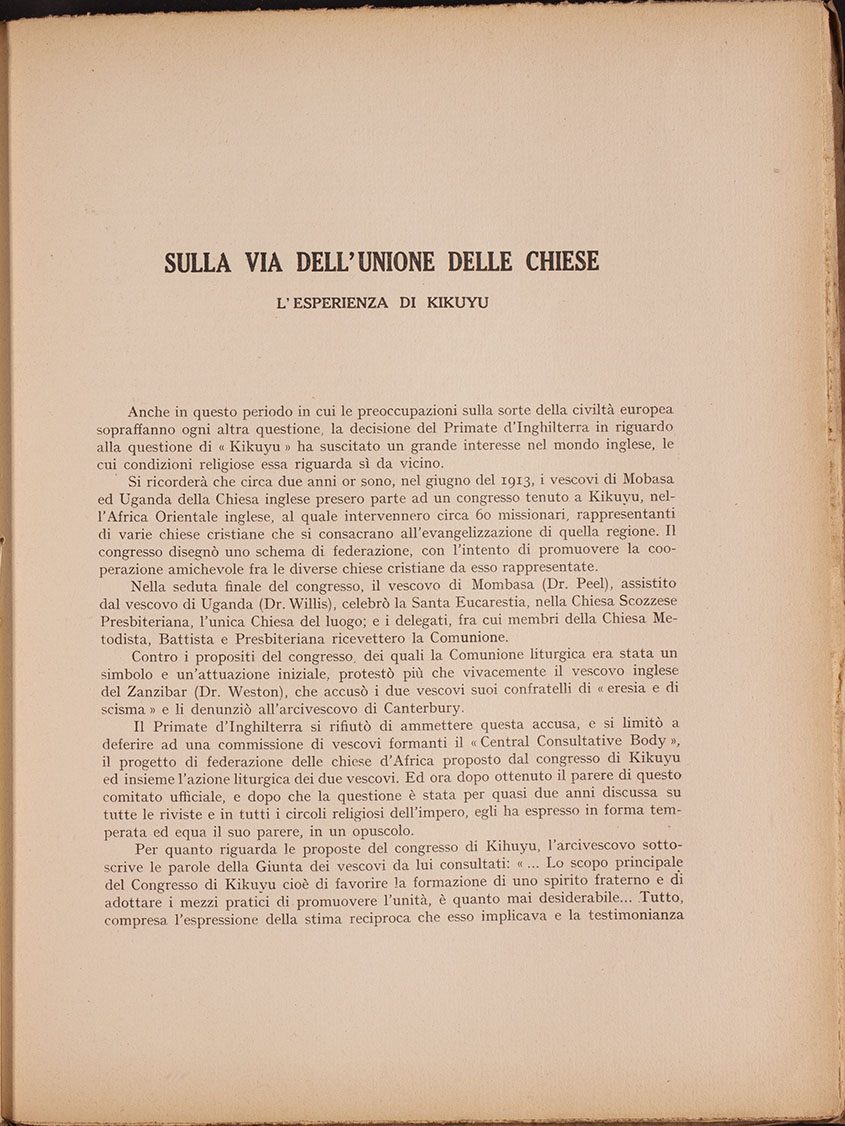 SULLA VIA DELL'UNIONE DELLE CHIESE
L'ESPERIENZA DI KIKUYU
Anche in questo periodo in cui le preoccupazioni sulla sorte della civiltà europea
sopraffanno ogni altra questione, la decisione del Primate d'Inghilterra in riguardo
alla questione di « Kikuyu » ha suscitato un grande interesse nel mondo inglese, le
cui condizioni religiose essa riguarda sì da vicino.
Si ricorderà che circa due anni or sono, nel giugno del 1913, i vescovi di Mobasa
ed Uganda della Chiesa inglese presero parte ad un congresso tenuto a Kikuyu, nel-
l'Africa Orientale inglese, al quale intervennero circa 60 missionari, rappresentanti
di varie chiese cristiane che si consacrano all'evangelizzazione di quella regione. Il
congresso disegnò uno schema di federazione, con l'intento di promuovere la coo-
perazione amichevole fra le diverse chiese cristiane da esso rappresentate.
Nella seduta finale del congresso, il vescovo di Mombasa (Dr. Peel), assistito
dal vescovo di Uganda (Dr. Willis), celebrò la Santa Eucarestia, nella Chiesa Scozzese
Presbiteriana, l'unica Chiesa del luogo; e i delegati, fra cui membri della Chiesa Me-
todista, Battista e Presbiteriana ricevettero la Comunione.
Contro i propositi del congresso, dei quali la Comunione liturgica era stata un
simbolo e un'attuazione iniziale, protestò più che vivacemente il vescovo inglese
del Zanzibar (Dr. Weston), che accusò i due vescovi suoi confratelli di « eresia e di
scisma » e li denunziò all'arcivescovo di Canterbury.
Il Primate d'Inghilterra si rifiutò di ammettere questa accusa, e si limitò a
deferire ad una commissione di vescovi formanti il « Central Consultative Body »,
il progetto di federazione delle chiese d'Africa proposto dal congresso di Kikuyu
ed insieme l'azione liturgica dei due vescovi. Ed ora dopo ottenuto il parere di questo
comitato ufficiale, e dopo che la questione è stata per quasi due anni discussa su
tutte le riviste e in tutti i circoli religiosi dell'impero, egli ha espresso in forma tem-
perata ed equa il suo parere, in un opuscolo.
Per quanto riguarda le proposte del congresso di Kihuyu, l'arcivescovo sotto-
scrive le parole della Giunta dei vescovi da lui consultati: « ... Lo scopo principale
del Congresso di Kikuyu cioè di favorire la formazione di uno spirito fraterno e di
adottare i mezzi pratici di promuovere l'unità, è quanto mai desiderabile... Tutto,
compresa l'espressione della stima reciproca che esso implicava e la testimonianza